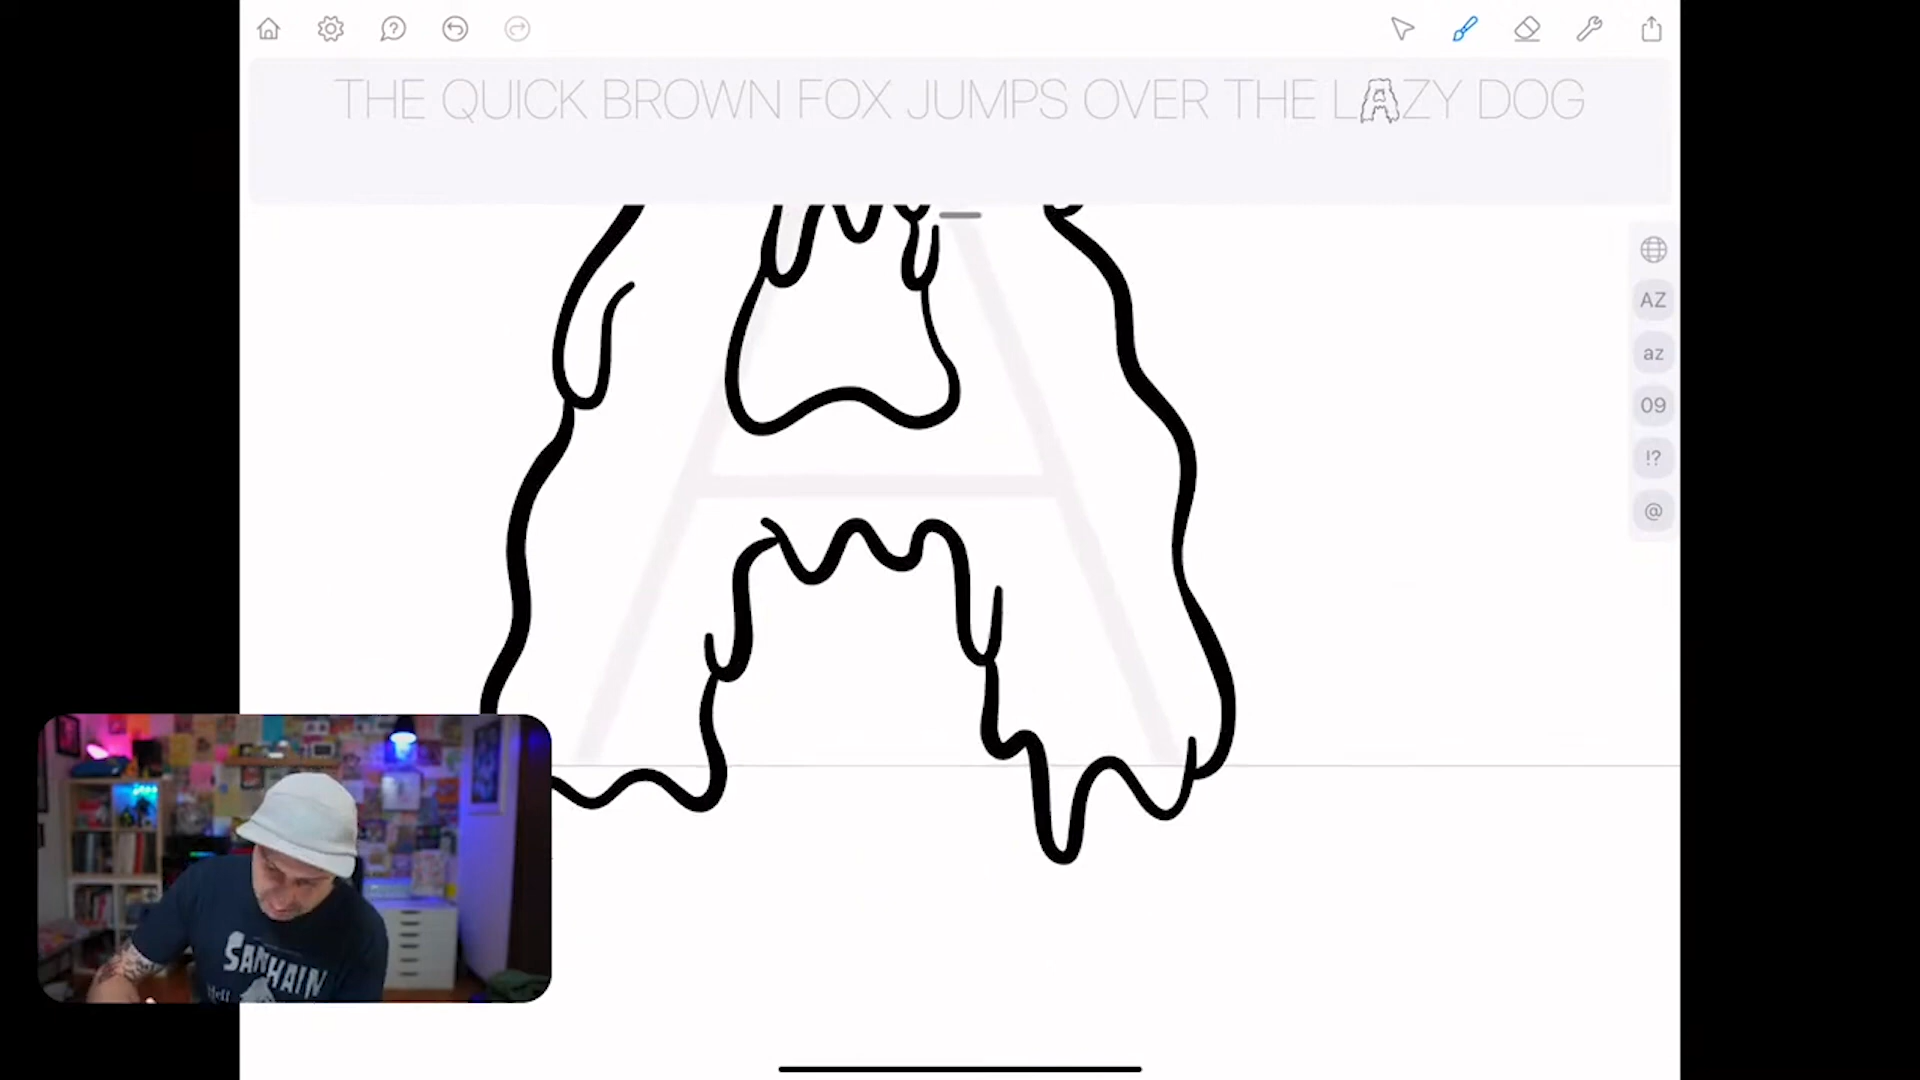 THE QUICK BROWN FOX JUMPS OVER THE LAZY DOG
AZ
az
09
!?
@
A
SAMHAIN